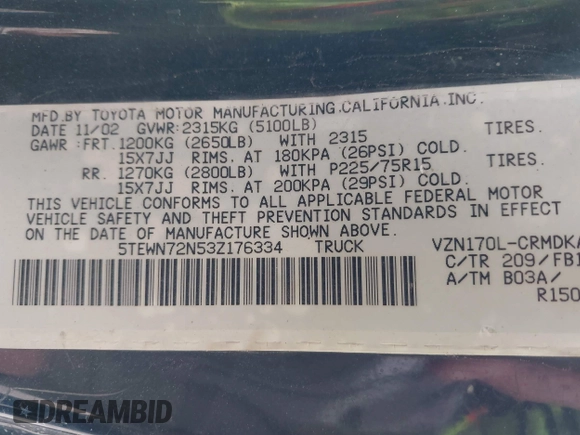 MFD.BY TOYOTA MOTOR MANUFACTURING,CALIFORNIA,INC.
DATE 11/02 GVWR:2315KG (5100LB)
GAWR :FRT.1200KG (2650LB) WITH 2315 TIRES.
15X7JJ RIMS. AT 180KPA (26PSI) COLD.
RR. 1270KG (2800LB) WITH P225/75R15 TIRES.
15X7JJ RIMS. AT 200KPA (29PSI) COLD.
THIS VEHICLE CONFORMS TO ALL APPLICABLE FEDERAL MOTOR
VEHICLE SAFETY AND THEFT PREVENTION STANDARDS IN EFFECT
ON THE DATE OF MANUFACTURE SHOWN ABOVE.
5TEWN72N53Z176334 TRUCK VZN170L-CRMDKA
C/TR 209/FB1
A/TM B03A/
R150
DREAMBID